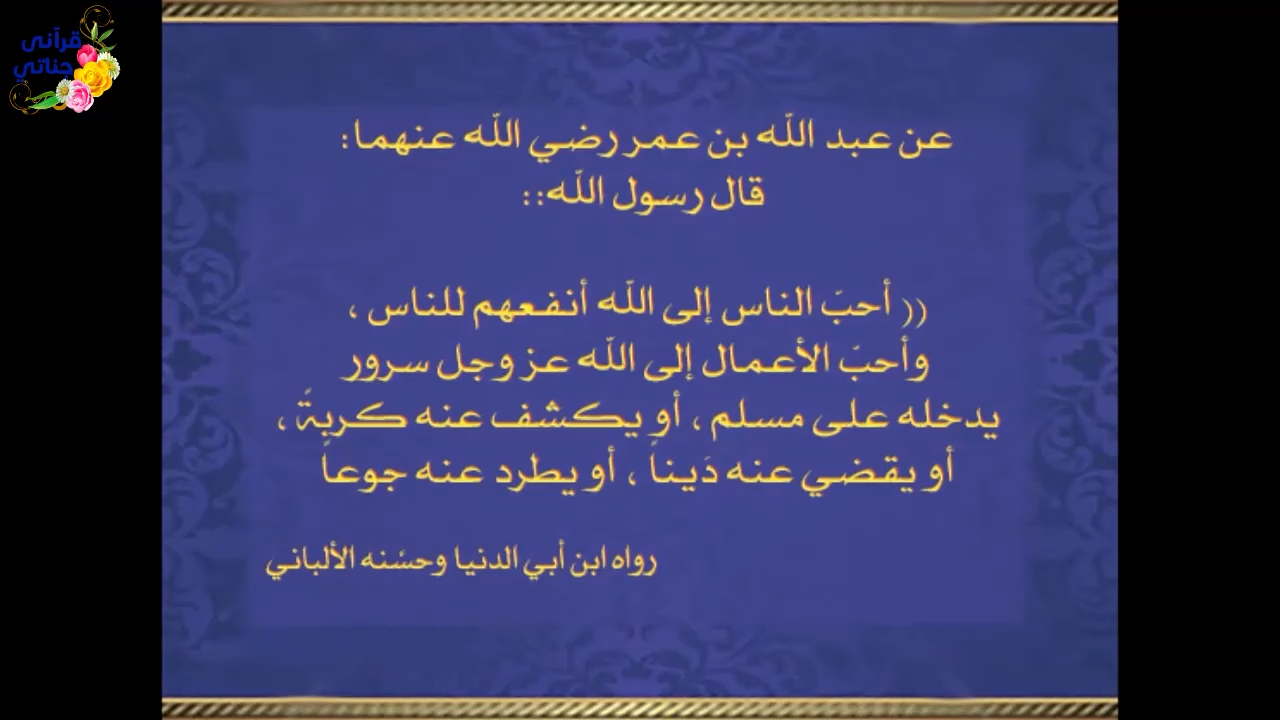 قرآنى
جناتي
عن عبد الله بن عمر رضي الله عنهما:
قال رسول الله::
(( أحبّ الناس إلى الله أنفعهم للناس ،
وأحبّ الأعمال إلى الله عز وجل سرور
يدخله على مسلم ، أو يكشف عنه كربةً ،
أو يقضي عنه دَيناً ، أو يطرد عنه جوعاً
رواه ابن أبي الدنيا وحسّنه الألباني